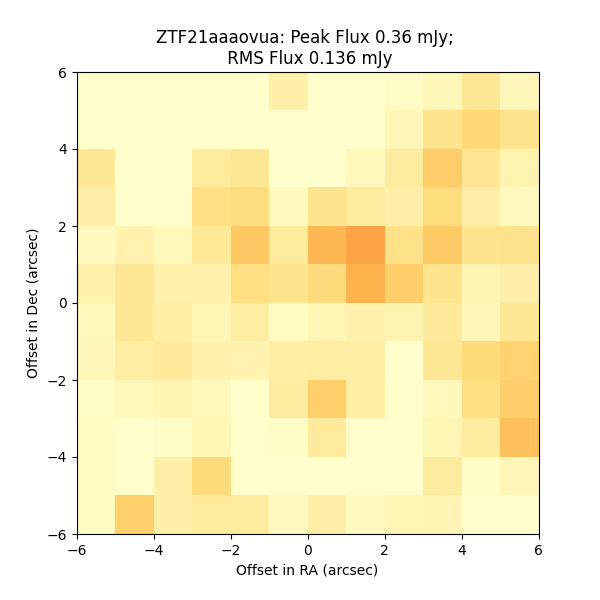 ZTF21aaaovua: Peak Flux 0.36 mJy;
RMS Flux 0.136 mJy
6
4
2
0
−2
−4
−6
Offset in Dec (arcsec)
−6 −4 −2 0 2 4 6
Offset in RA (arcsec)